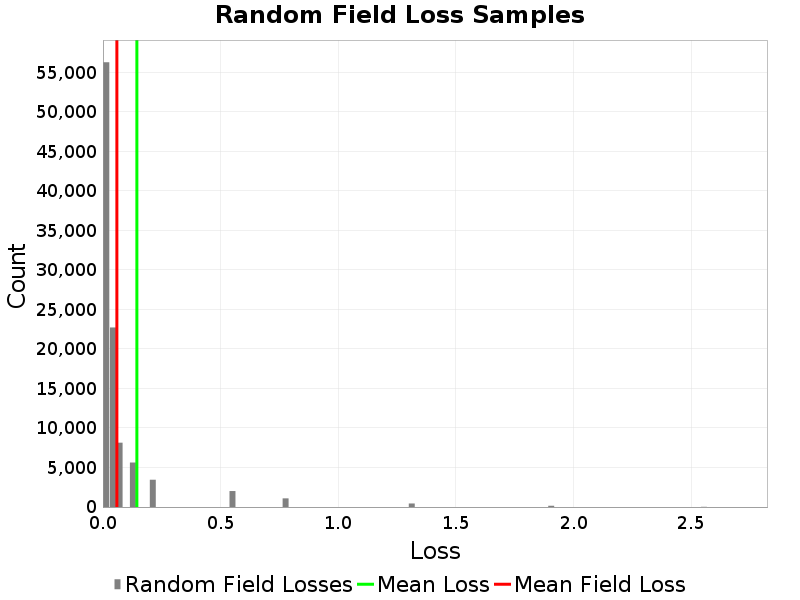 Random Field Loss Samples
Count
55,000
50,000
45,000
40,000
35,000
30,000
25,000
20,000
15,000
10,000
5,000
0
0.0 0.5 1.0 1.5 2.0 2.5
Loss
Random Field Losses Mean Loss Mean Field Loss